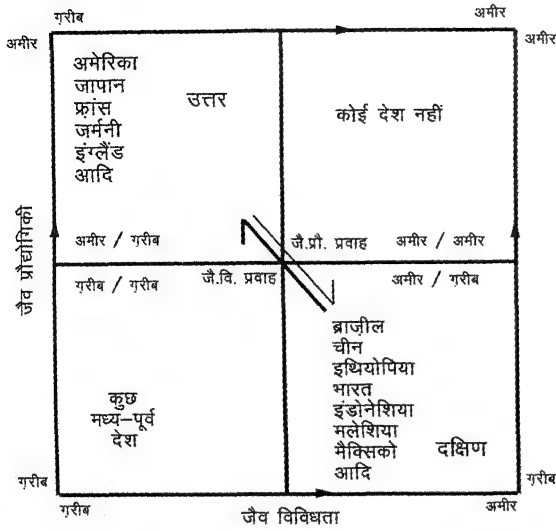 ग़रीब
अमीर
अमीर
अमीर
अमेरिका
जापान
फ्रांस
जर्मनी
इंग्लैंड
आदि
उत्तर
कोई देश नहीं
जैव प्रौद्योगिकी
अमीर / ग़रीब
जै.प्रौ. प्रवाह
अमीर / अमीर
ग़रीब / ग़रीब
जै.वि. प्रवाह
अमीर / ग़रीब
कुछ
मध्य–पूर्व
देश
ब्राज़ील
चीन
इथियोपिया
भारत
इंडोनेशिया
मलेशिया
मैक्सिको
आदि
दक्षिण
ग़रीब
ग़रीब
ग़रीब
जैव विविधता
अमीर